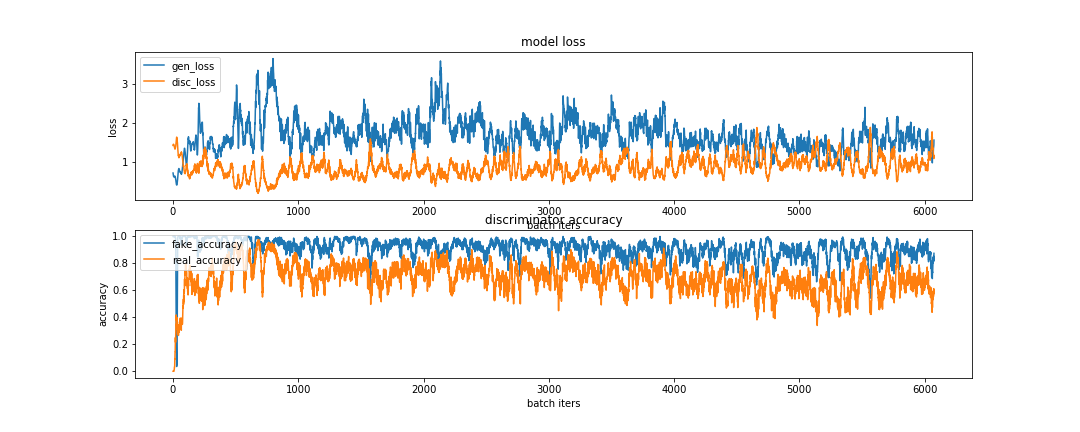 model loss
gen_loss
disc_loss
loss
3
2
1
0
1000
2000
3000
4000
5000
6000
batch iters
discriminator accuracy
fake_accuracy
real_accuracy
accuracy
1.0
0.8
0.6
0.4
0.2
0.0
0
1000
2000
3000
4000
5000
6000
batch iters